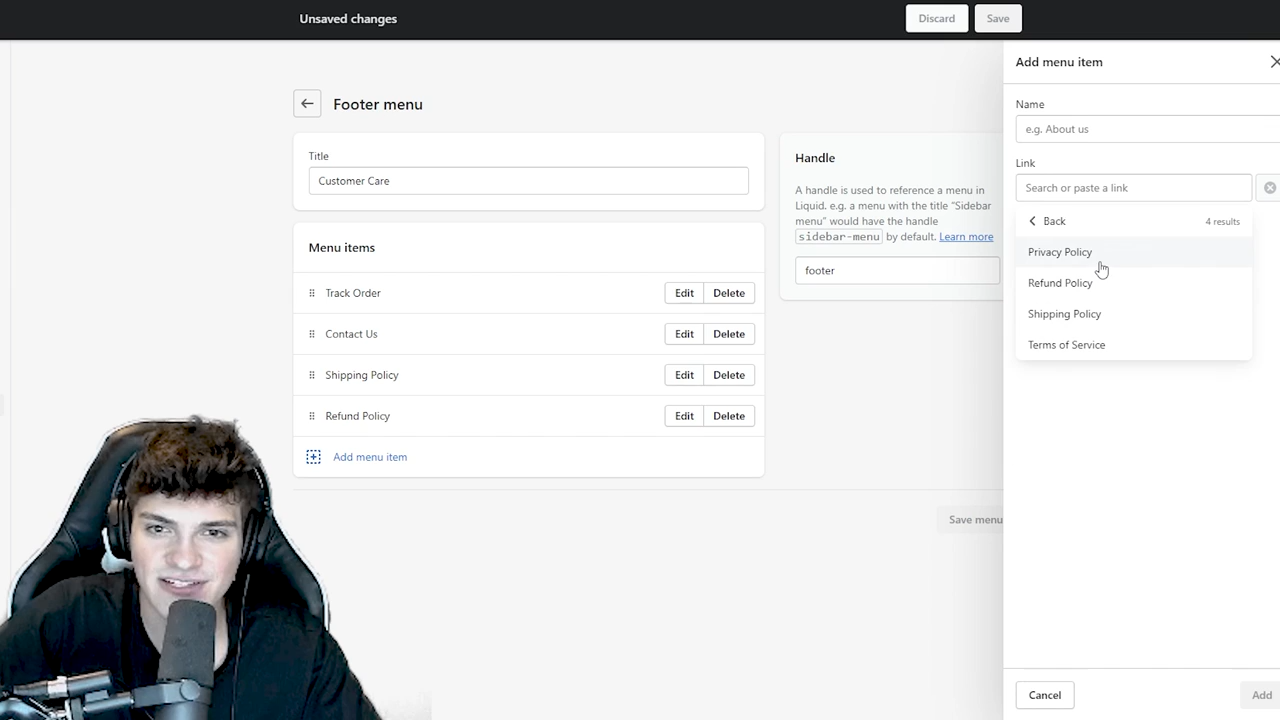 Unsaved changes
Discard
Save
Footer menu
Title
Customer Care
Menu items
Track Order
Edit
Delete
Contact Us
Edit
Delete
Shipping Policy
Edit
Delete
Refund Policy
Edit
Delete
Add menu item
Handle
A handle is used to reference a menu in
Liquid. e.g. a menu with the title "Sidebar
menu" would have the handle
sidebar-menu by default. Learn more
footer
Save menu
Add menu item
Name
e.g. About us
Link
Search or paste a link
Back
4 results
Privacy Policy
Refund Policy
Shipping Policy
Terms of Service
Cancel
Add